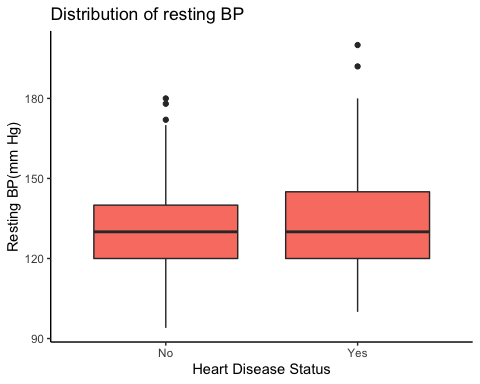 Distribution of resting BP
Resting BP(mm Hg)
180
150
120
90
No Yes
Heart Disease Status